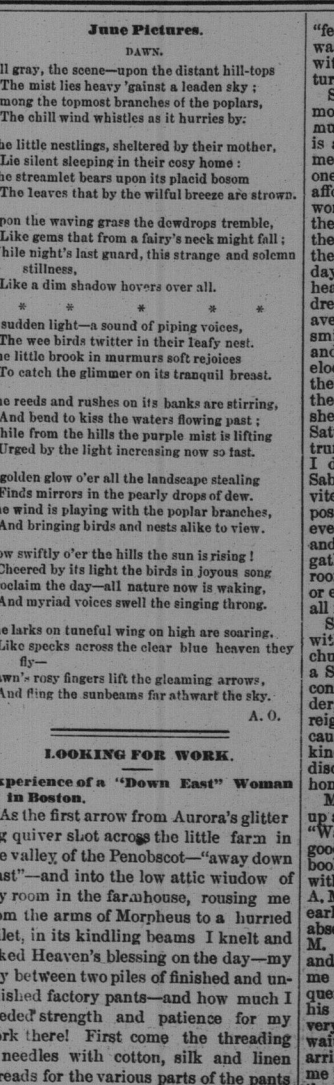 June Pictures.
DAWN.
ll gray, the scene—upon the distant hill-tops
The mist lies heavy 'gainst a leaden sky ;
mong the topmost branches of the poplars,
The chill wind whistles as it hurries by:
he little nestlings, sheltered by their mother,
Lie silent sleeping in their cosy home :
he streamlet bears upon its placid bosom
The leaves that by the wilful breeze are strown.
pon the waving grass the dewdrops tremble,
Like gems that from a fairy's neck might fall ;
hile night's last guard, this strange and solemn
stillness,
Like a dim shadow hovers over all.
* * * * * *
sudden light—a sound of piping voices,
The wee birds twitter in their leafy nest.
he little brook in murmurs soft rejoices
To catch the glimmer on its tranquil breast.
he reeds and rushes on its banks are stirring,
And bend to kiss the waters flowing past ;
hile from the hills the purple mist is lifting
Urged by the light increasing now so fast.
golden glow o'er all the landscape stealing
Finds mirrors in the pearly drops of dew.
he wind is playing with the poplar branches,
And bringing birds and nests alike to view.
ow swiftly o'er the hills the sun is rising !
Cheered by its light the birds in joyous song
oclaim the day—all nature now is waking,
And myriad voices swell the singing throng.
e larks on tuneful wing on high are soaring.
Like specks across the clear blue heaven they
fly—
wn's rosy fingers lift the gleaming arrows,
And fling the sunbeams far athwart the sky.
A. O.
LOOKING FOR WORK.
xperience of a "Down East" Woman
in Boston.
As the first arrow from Aurora's glitter
g quiver shot across the little farm in
e valley of the Penobscot—"away down
ast"—and into the low attic window of
y room in the farmhouse, rousing me
om the arms of Morpheus to a hurried
ilet, in its kindling beams I knelt and
ked Heaven's blessing on the day—my
y between two piles of finished and un-
ished factory pants—and how much I
eeded strength and patience for my
rk there! First come the threading
needles with cotton, silk and linen
reads for the various parts of the pants